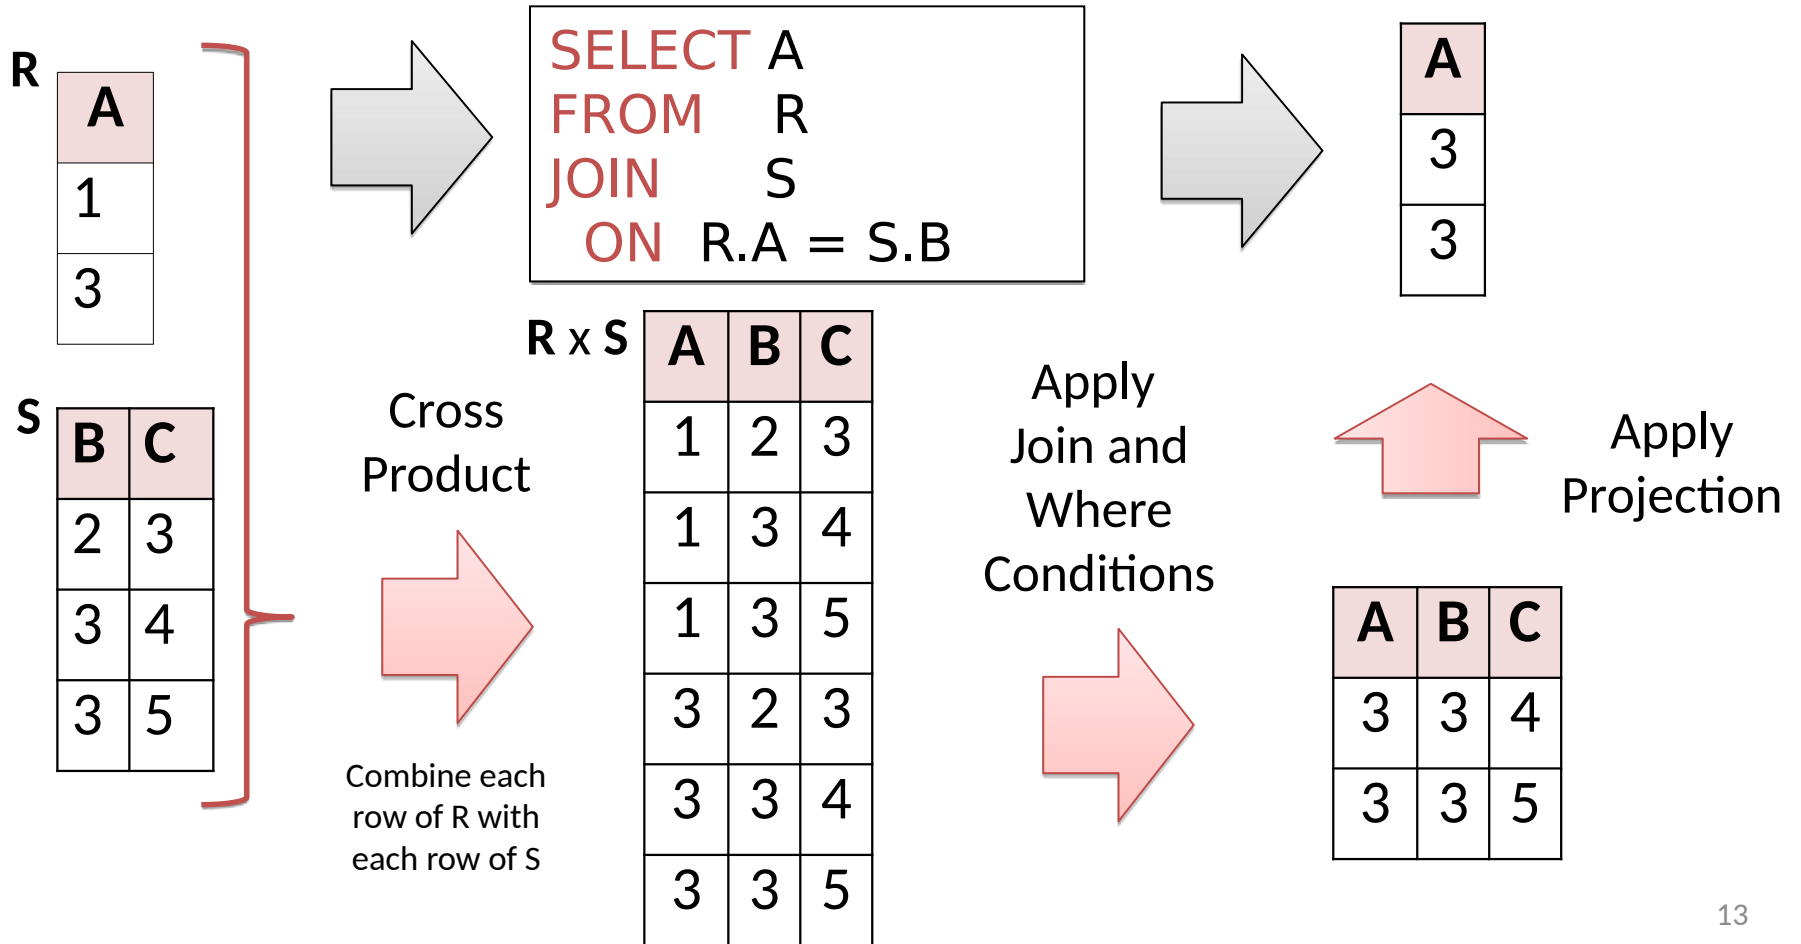 R
A
1
3
S
B C
2 3
3 4
3 5
SELECT A
FROM R
JOIN S
ON R.A = S.B
A
3
3
Cross
Product
Combine each
row of R with
each row of S
R x S
A B C
1 2 3
1 3 4
1 3 5
3 2 3
3 3 4
3 3 5
Apply
Join and
Where
Conditions
A B C
3 3 4
3 3 5
Apply
Projection
13